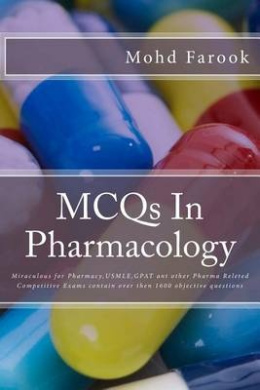 Mohd Farook
MCQs In
Pharmacology
Miraculous for Pharmacy,USMLE,GPAT ant other Pharma Releted
Competitive Exams contain over then 1600 objective questions